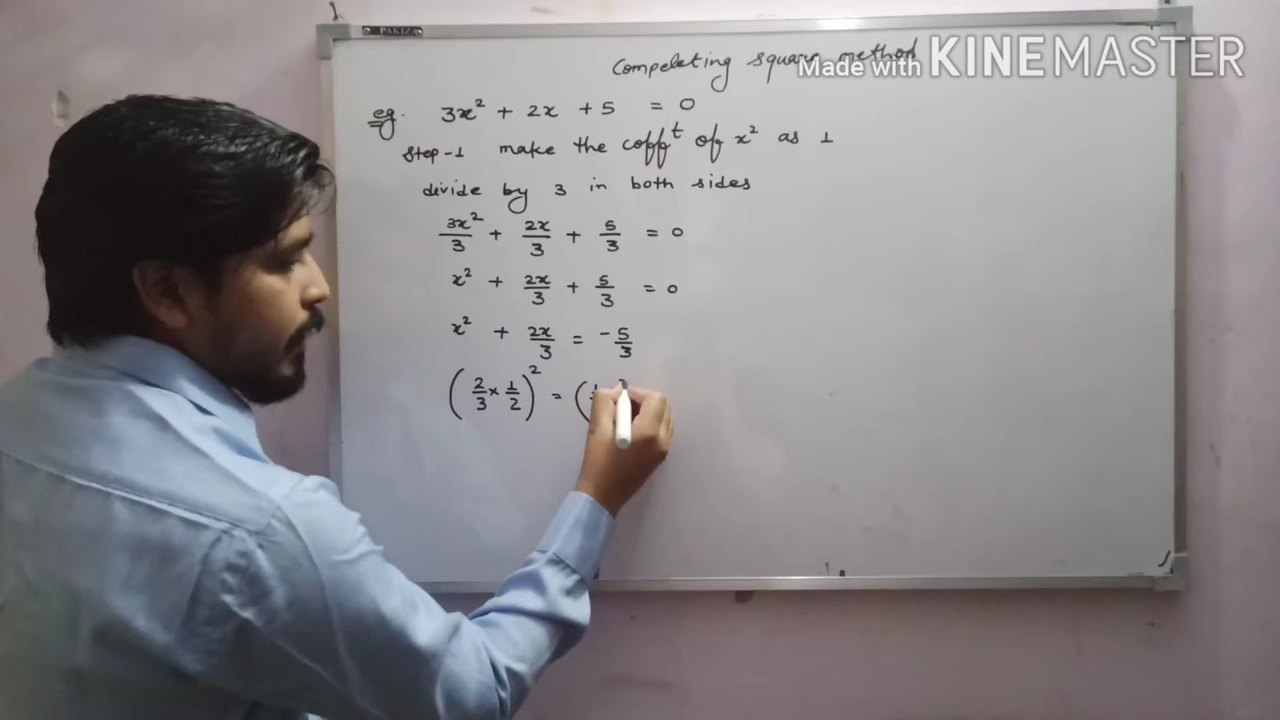 PAKIZ
Compeleting square method
Made with KINEMASTER
eg. 3x² + 2x + 5 = 0
Step-1 make the coffᵗ of x² as 1
divide by 3 in both sides
3x²/3 + 2x/3 + 5/3 = 0
x² + 2x/3 + 5/3 = 0
x² + 2x/3 = -5/3
(2/3 × 1/2)² = (